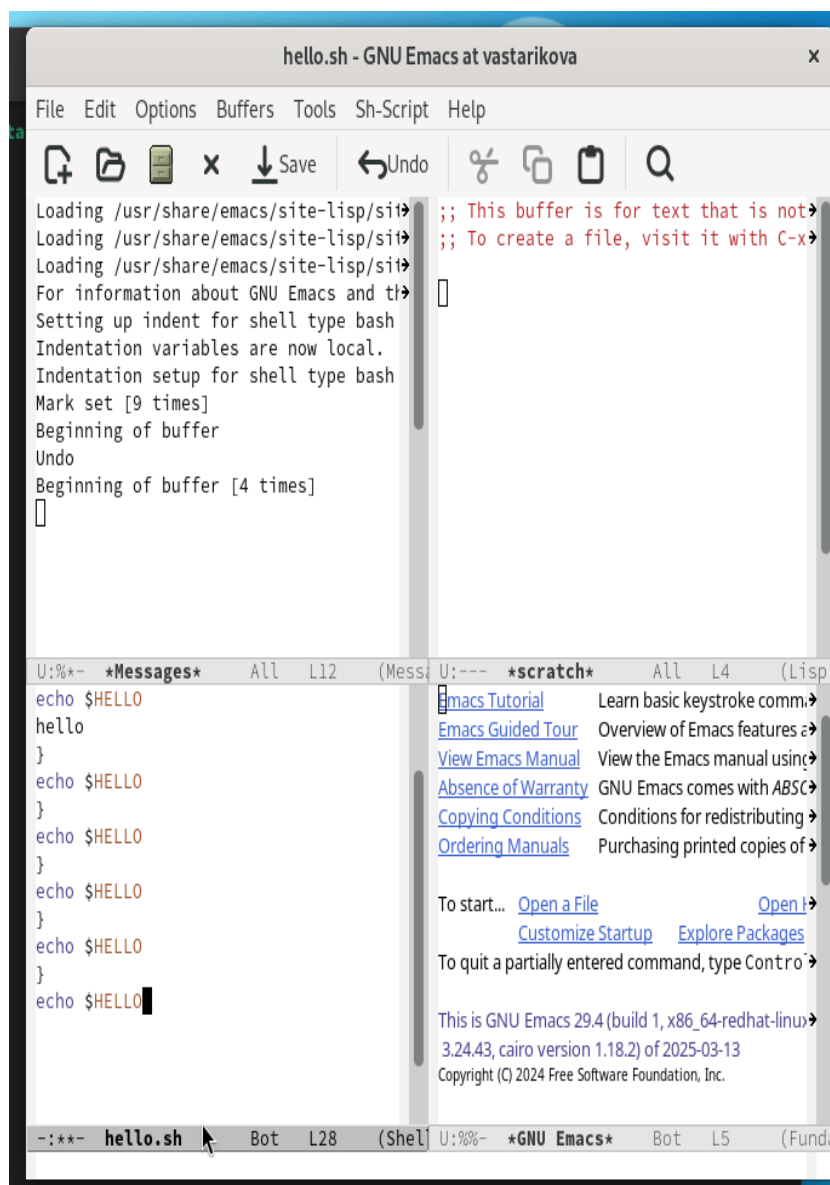 hello.sh - GNU Emacs at vastarikova
x
ta
File Edit Options Buffers Tools Sh-Script Help
Save Undo
Loading /usr/share/emacs/site-lisp/sit
Loading /usr/share/emacs/site-lisp/sit
Loading /usr/share/emacs/site-lisp/sit
For information about GNU Emacs and th
Setting up indent for shell type bash
Indentation variables are now local.
Indentation setup for shell type bash
Mark set [9 times]
Beginning of buffer
Undo
Beginning of buffer [4 times]
U:%*- *Messages* All L12 (Messa
;; This buffer is for text that is not
;; To create a file, visit it with C-x
U:--- *scratch* All L4 (Lisp
echo $HELLO
hello
}
echo $HELLO
}
echo $HELLO
}
echo $HELLO
}
echo $HELLO
}
echo $HELLO
-:**- hello.sh Bot L28 (Shel
Emacs Tutorial Learn basic keystroke comm
Emacs Guided Tour Overview of Emacs features a
View Emacs Manual View the Emacs manual using
Absence of Warranty GNU Emacs comes with ABSO
Copying Conditions Conditions for redistributing
Ordering Manuals Purchasing printed copies of
To start... Open a File Open H
Customize Startup Explore Packages
To quit a partially entered command, type Contro
This is GNU Emacs 29.4 (build 1, x86_64-redhat-linux
3.24.43, cairo version 1.18.2) of 2025-03-13
Copyright (C) 2024 Free Software Foundation, Inc.
U:%%- *GNU Emacs* Bot L5 (Funda